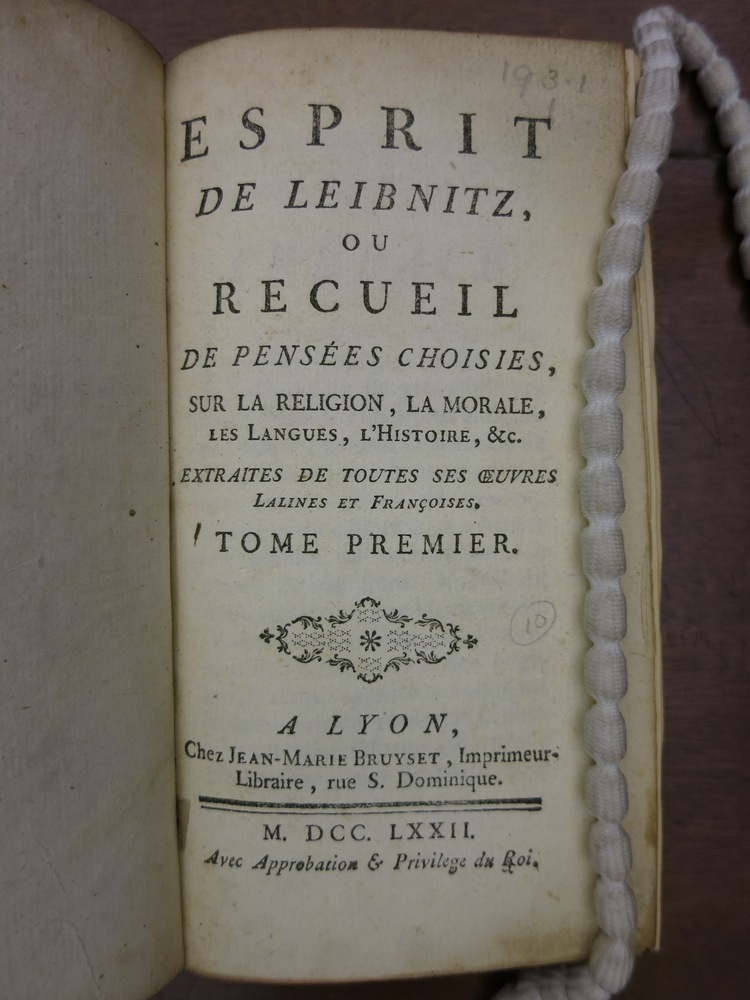 193.1
ESPRIT
DE LEIBNITZ,
OU
RECUEIL
DE PENSÉES CHOISIES,
SUR LA RELIGION, LA MORALE,
LES LANGUES, L'HISTOIRE, &c.
EXTRAITES DE TOUTES SES ŒUVRES
LALINES ET FRANÇOISES.
TOME PREMIER.
10
A LYON,
Chez JEAN-MARIE BRUYSET, Imprimeur-
Libraire, rue S. Dominique.
M. DCC. LXXII.
Avec Approbation & Privilege du Roi.